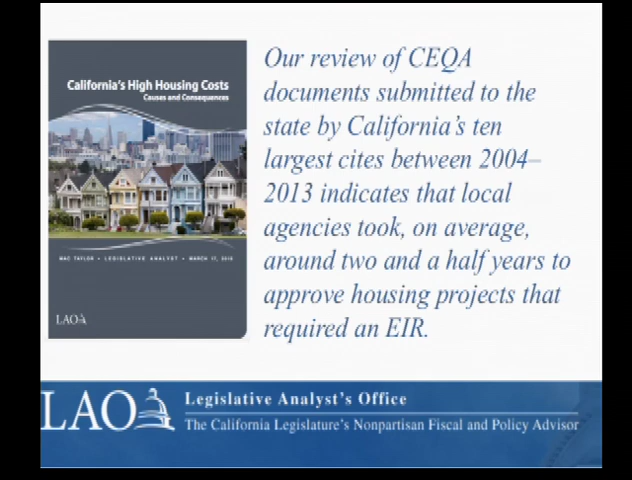 California's High Housing Costs
Causes and Consequences
MAC TAYLOR • LEGISLATIVE ANALYST • MARCH 17, 2015
LAO
Our review of CEQA
documents submitted to the
state by California's ten
largest cites between 2004–
2013 indicates that local
agencies took, on average,
around two and a half years to
approve housing projects that
required an EIR.
LAO
Legislative Analyst's Office
The California Legislature's Nonpartisan Fiscal and Policy Advisor